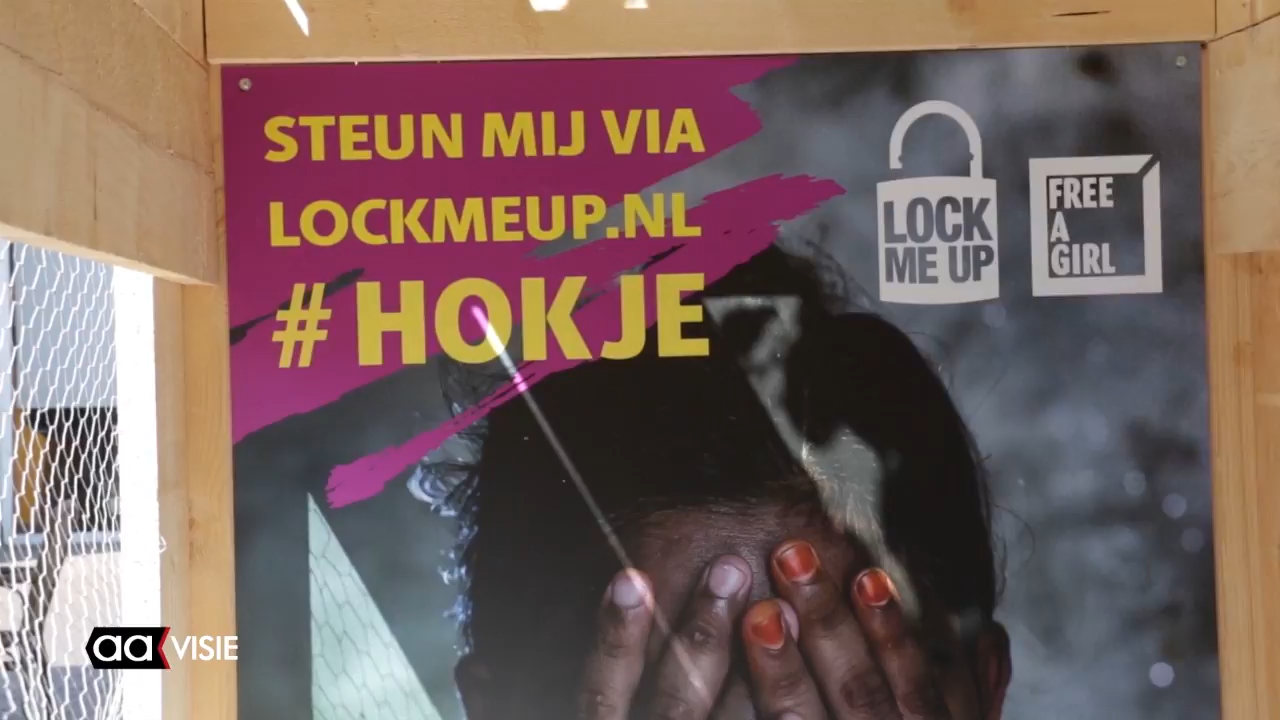 STEUN MIJ VIA
LOCKMEUP.NL
#HOKJE
LOCK
ME UP
FREE
A
GIRL
aa VISIE